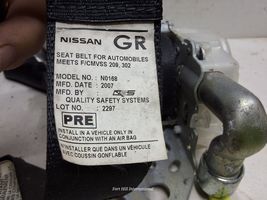 NISSAN GR
SEAT BELT FOR AUTOMOBILES
MEETS F/CMVSS 209, 302
MODEL NO. : N0168
MFD. DATE : 2007
MFD. BY :
QUALITY SAFETY SYSTEMS
LOT NO. : 2297
PRE
INSTALL IN A VEHICLE ONLY IN
CONJUNCTION WITH AN AIR BAG
INSTALLER DANS UN VEHICULE
AVEC COUSSIN GONFLABLE
Fort Hill International